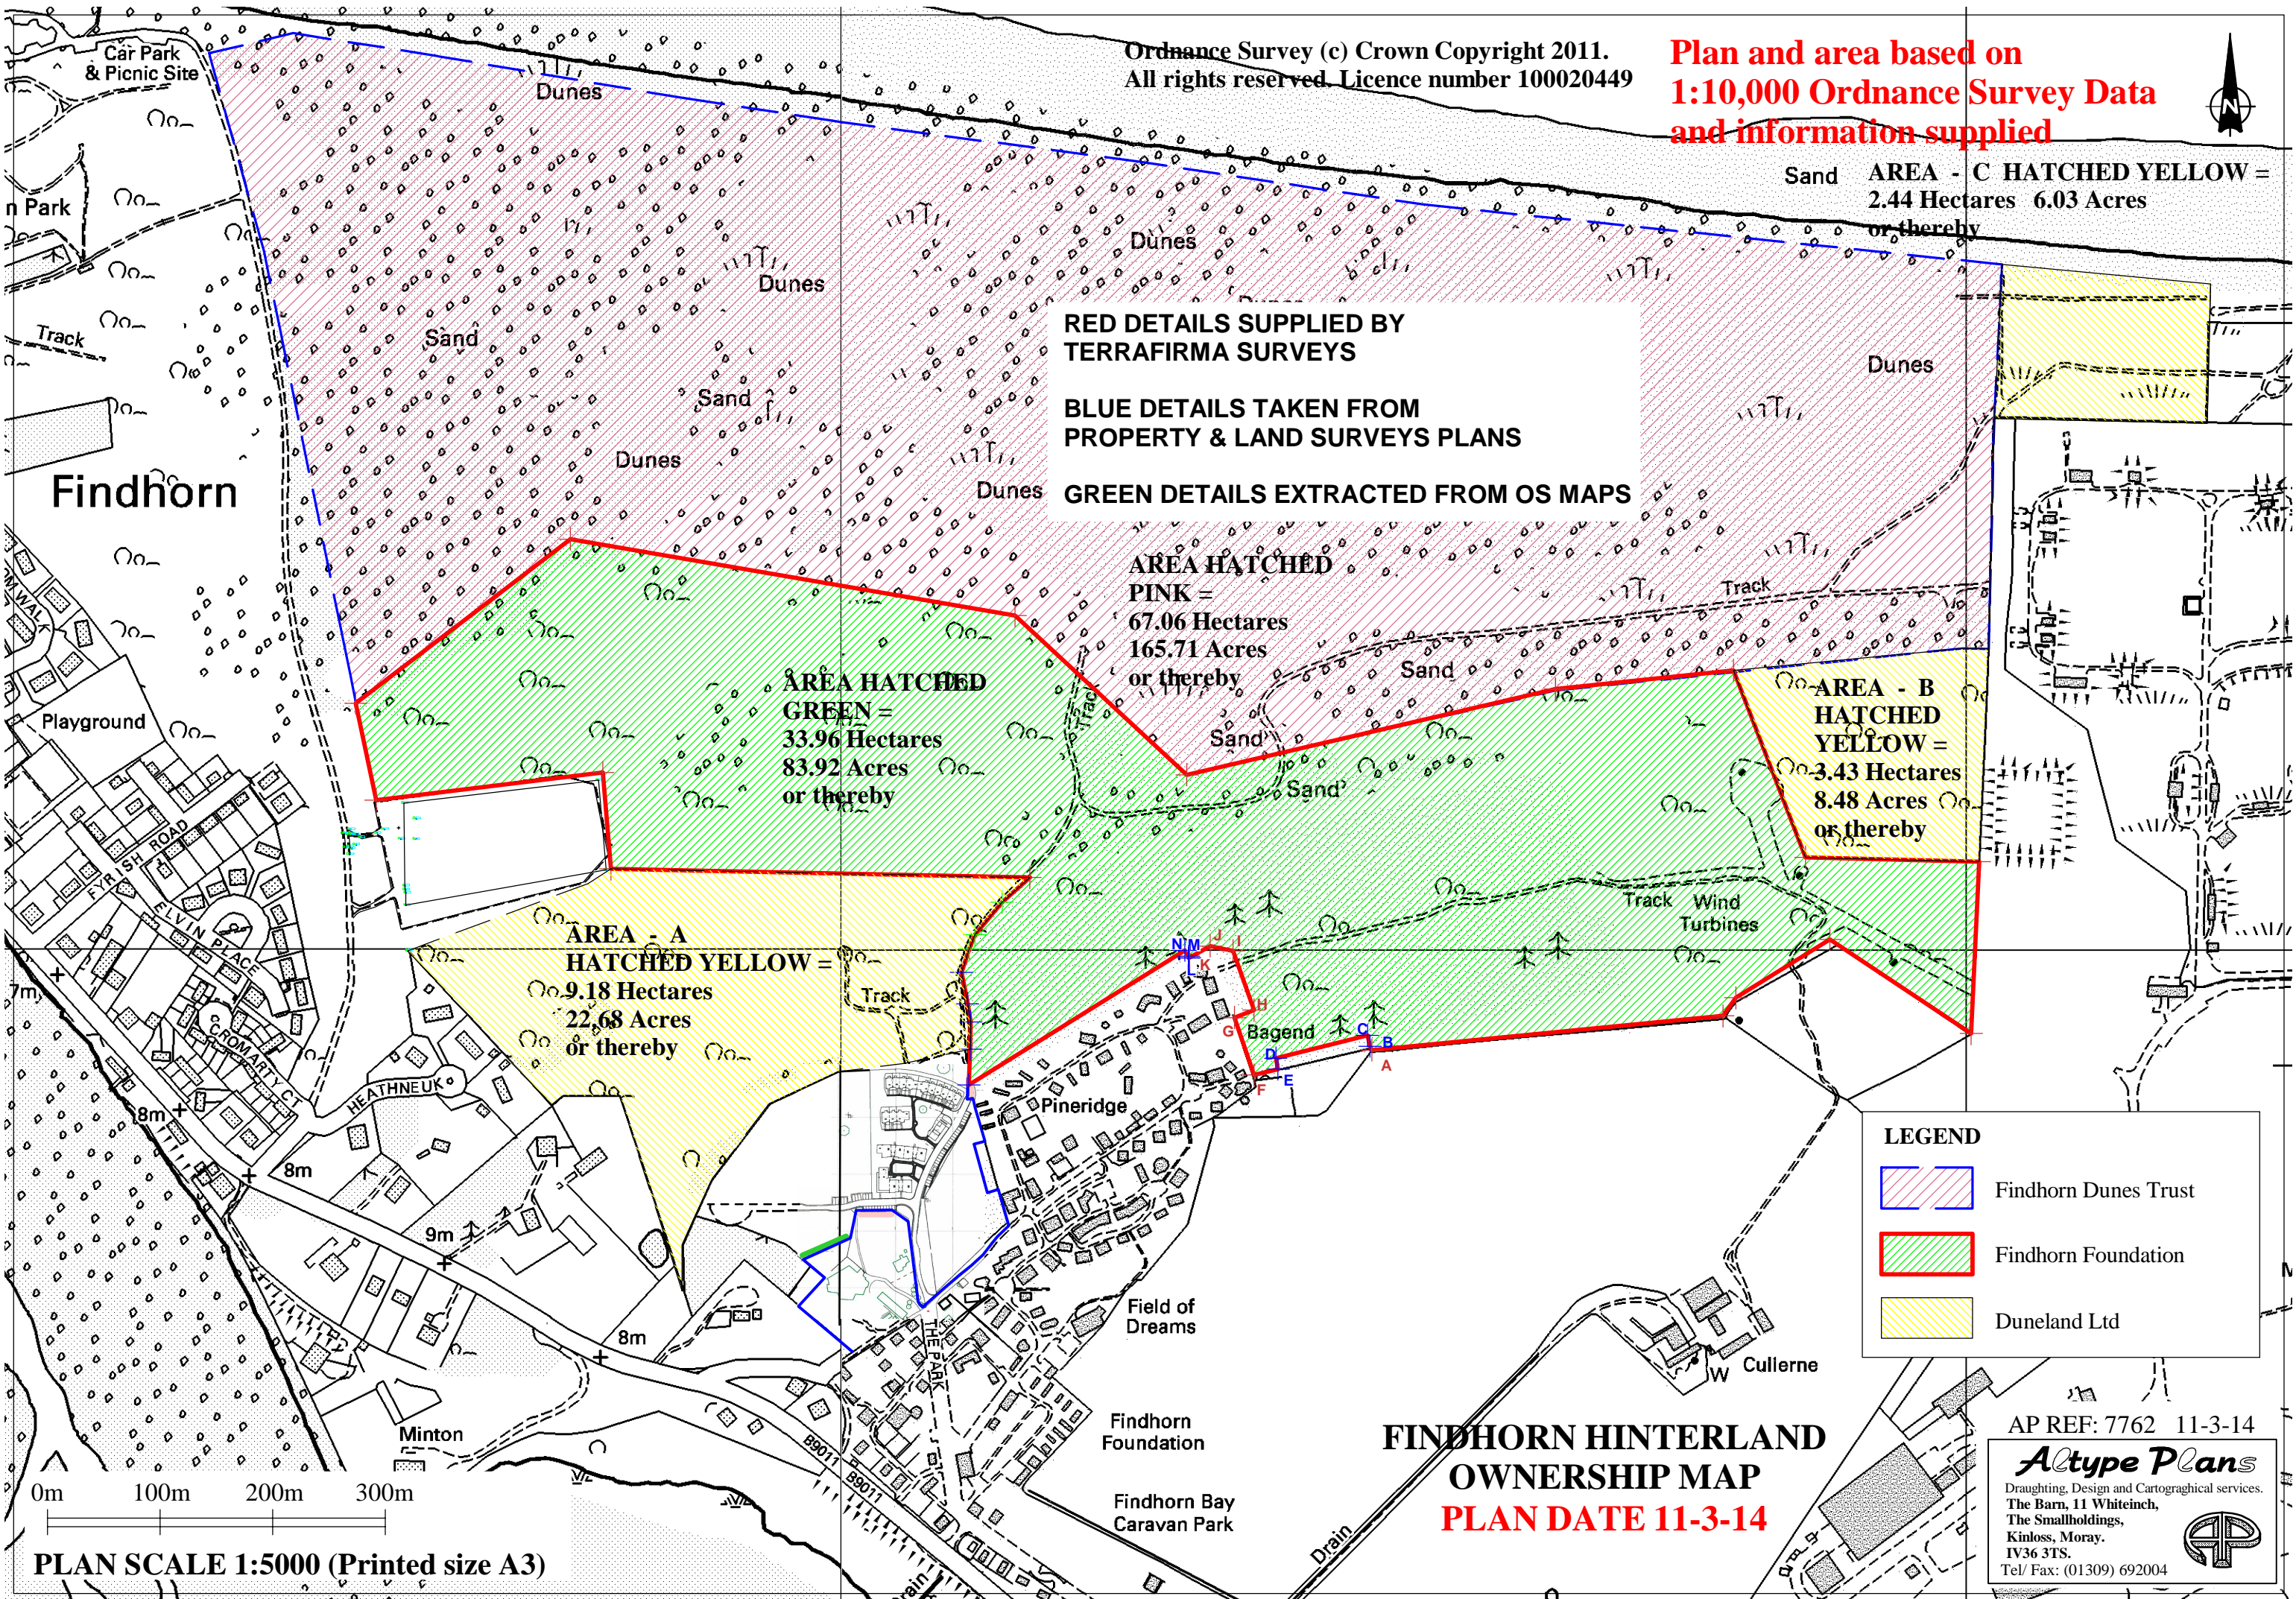 Car Park
& Picnic Site
Dunes
Ordnance Survey (c) Crown Copyright 2011.
All rights reserved. Licence number 100020449
Plan and area based on
1:10,000 Ordnance Survey Data
and information supplied
N
Sand
AREA - C HATCHED YELLOW =
2.44 Hectares 6.03 Acres
or thereby
n Park
Dunes
Dunes
Track
Sand
Sand
Dunes
Dunes
Dunes
RED DETAILS SUPPLIED BY
TERRAFIRMA SURVEYS
BLUE DETAILS TAKEN FROM
PROPERTY & LAND SURVEYS PLANS
GREEN DETAILS EXTRACTED FROM OS MAPS
Findhorn
AREA HATCHED
PINK =
67.06 Hectares
165.71 Acres
or thereby
Track
Sand
Track
Sand
Sand
AREA HATCHED
GREEN =
33.96 Hectares
83.92 Acres
or thereby
AREA - B
HATCHED
YELLOW =
3.43 Hectares
8.48 Acres
or thereby
WALK
Playground
FYRISH ROAD
ELVIN PLACE
CROMARTY CT
HEATHNEUK
Track
Wind
Turbines
AREA - A
HATCHED YELLOW =
9.18 Hectares
22.68 Acres
or thereby
Track
N
M
J
I
K
L
H
G
Bagend
C
B
D
A
E
F
7m
8m
8m
9m
8m
Pineridge
Field of
Dreams
THE PARK
Minton
B9011
B9011
Findhorn
Foundation
Findhorn Bay
Caravan Park
Drain
Drain
W
Cullerne
LEGEND
Findhorn Dunes Trust
Findhorn Foundation
Duneland Ltd
FINDHORN HINTERLAND
OWNERSHIP MAP
PLAN DATE 11-3-14
0m 100m 200m 300m
PLAN SCALE 1:5000 (Printed size A3)
AP REF: 7762 11-3-14
Altype Plans
Draughting, Design and Cartograghical services.
The Barn, 11 Whiteinch,
The Smallholdings,
Kinloss, Moray.
IV36 3TS.
Tel/ Fax: (01309) 692004